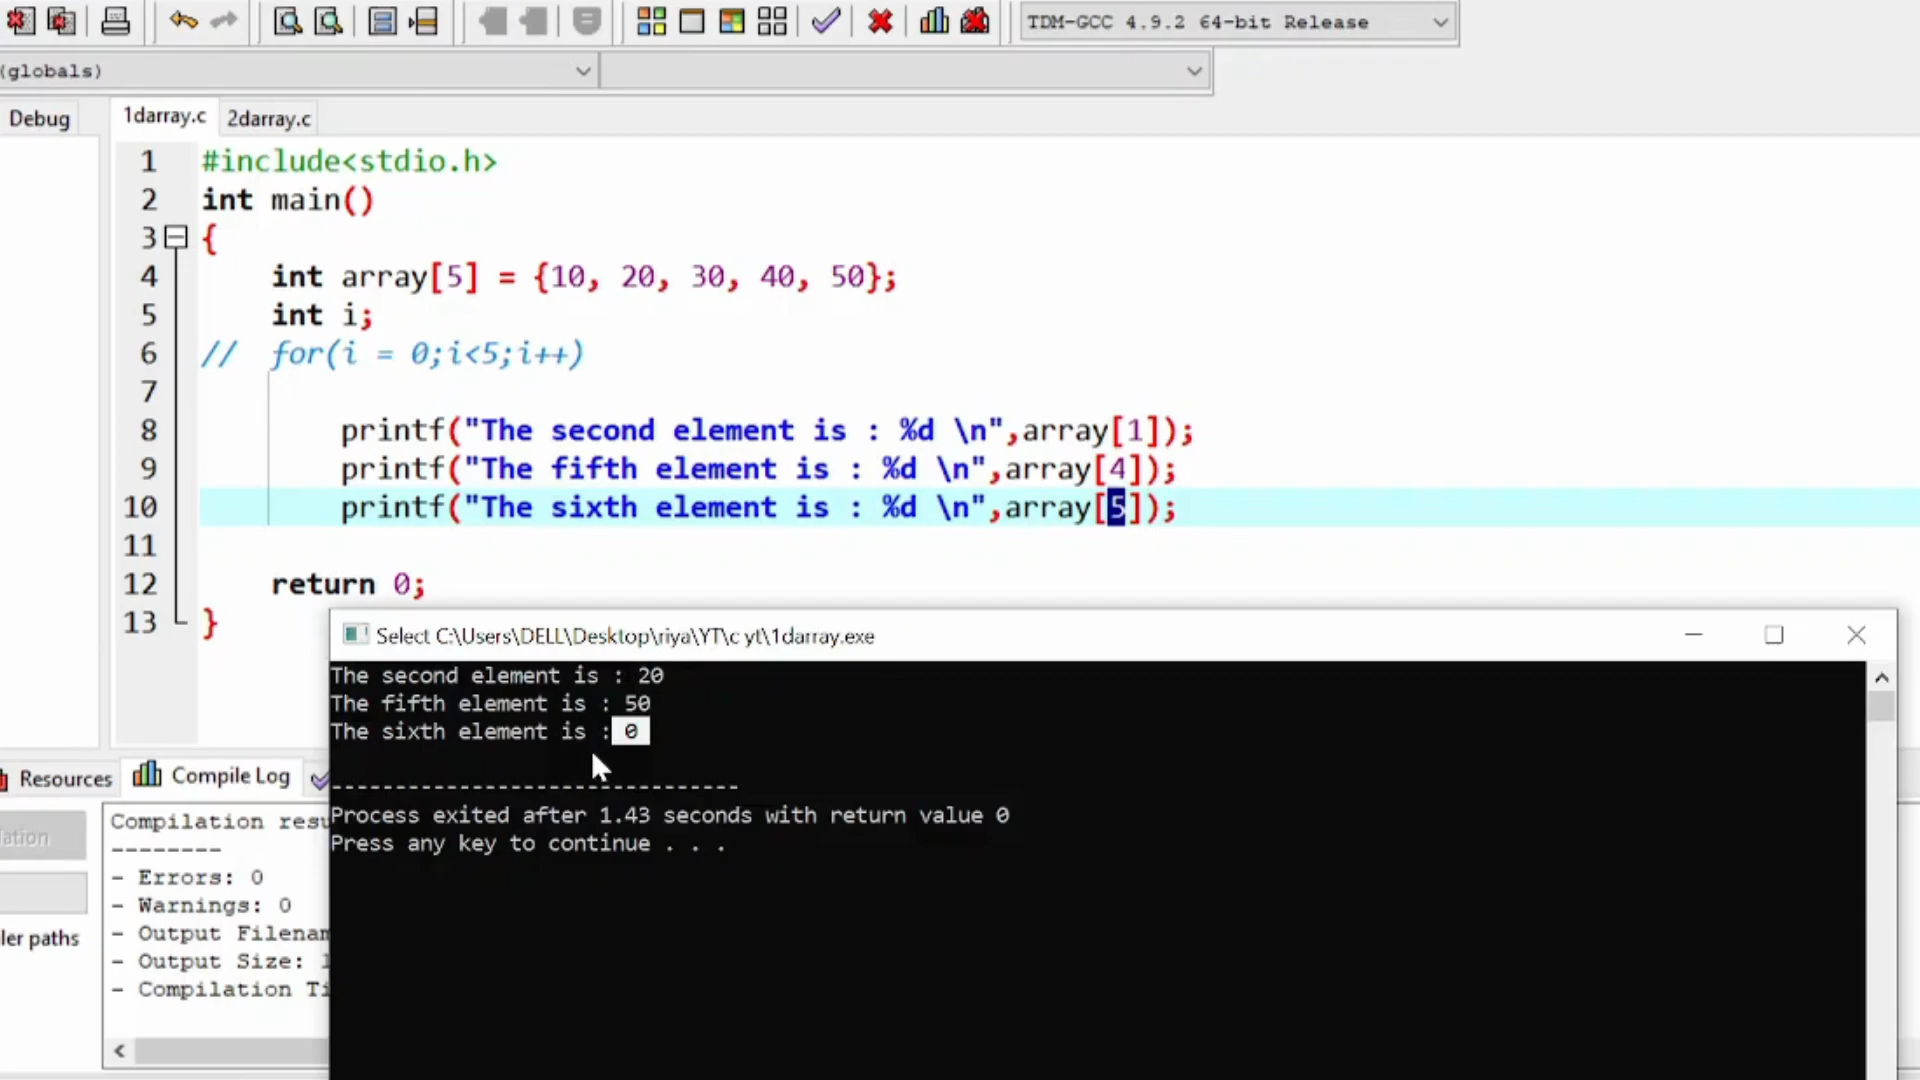 TDM-GCC 4.9.2 64-bit Release
(globals)
Debug
1darray.c
2darray.c
1 #include<stdio.h>
2 int main()
3 {
4 int array[5] = {10, 20, 30, 40, 50};
5 int i;
6 // for(i = 0;i<5;i++)
7
8 printf("The second element is : %d \n",array[1]);
9 printf("The fifth element is : %d \n",array[4]);
10 printf("The sixth element is : %d \n",array[5]);
11
12 return 0;
13 }
Select C:\Users\DELL\Desktop\riya\YT\c yt\1darray.exe
The second element is : 20
The fifth element is : 50
The sixth element is : 0
--------------------------------
Process exited after 1.43 seconds with return value 0
Press any key to continue . . .
Resources
Compile Log
Compilation resu
--------
- Errors: 0
- Warnings: 0
- Output Filenam
- Output Size: 1
- Compilation Ti
lation
ler paths